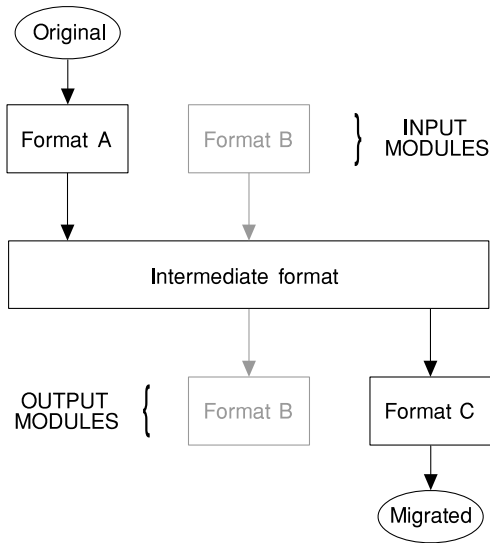 Original
Format A
Format B
INPUT
MODULES
Intermediate format
OUTPUT
MODULES
Format B
Format C
Migrated